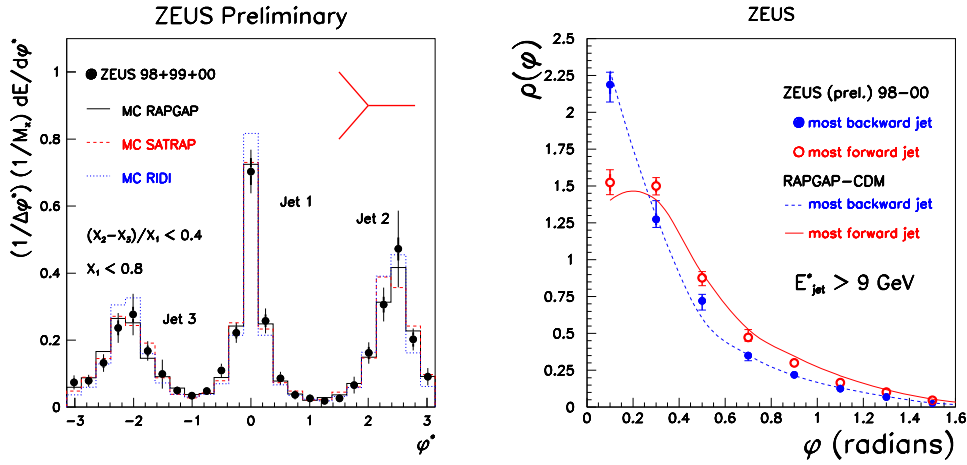 ZEUS Preliminary
(1/Δφ*) (1/Mₓ) dE/dφ*
1
0.8
0.6
0.4
0.2
0
ZEUS 98+99+00
MC RAPGAP
MC SATRAP
MC RIDI
(X₂−X₃)/X₁ < 0.4
X₁ < 0.8
Jet 1
Jet 2
Jet 3
−3 −2 −1 0 1 2 3
φ*
ZEUS
ρ(φ)
2.5
2.25
2
1.75
1.5
1.25
1
0.75
0.5
0.25
0
ZEUS (prel.) 98−00
most backward jet
most forward jet
RAPGAP−CDM
most backward jet
most forward jet
E*jet > 9 GeV
0 0.2 0.4 0.6 0.8 1 1.2 1.4 1.6
φ (radians)